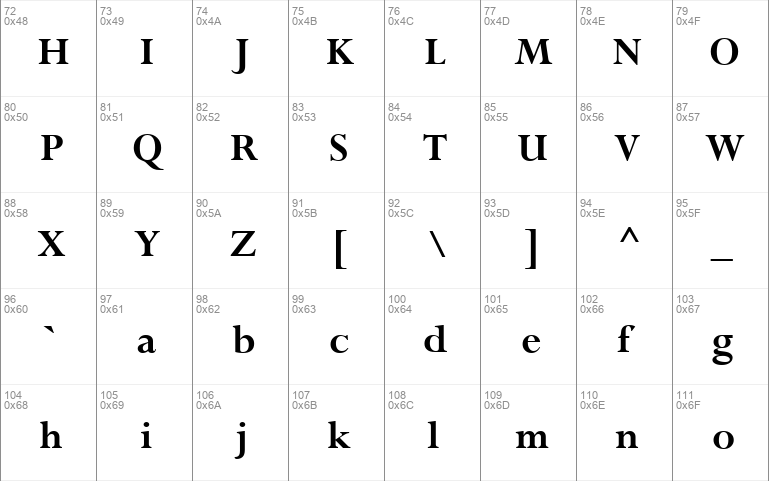 72 73 74 75 76 77 78 79
0x48 0x49 0x4A 0x4B 0x4C 0x4D 0x4E 0x4F
H I J K L M N O
80 81 82 83 84 85 86 87
0x50 0x51 0x52 0x53 0x54 0x55 0x56 0x57
P Q R S T U V W
88 89 90 91 92 93 94 95
0x58 0x59 0x5A 0x5B 0x5C 0x5D 0x5E 0x5F
X Y Z [ \ ] ^ _
96 97 98 99 100 101 102 103
0x60 0x61 0x62 0x63 0x64 0x65 0x66 0x67
` a b c d e f g
104 105 106 107 108 109 110 111
0x68 0x69 0x6A 0x6B 0x6C 0x6D 0x6E 0x6F
h i j k l m n o